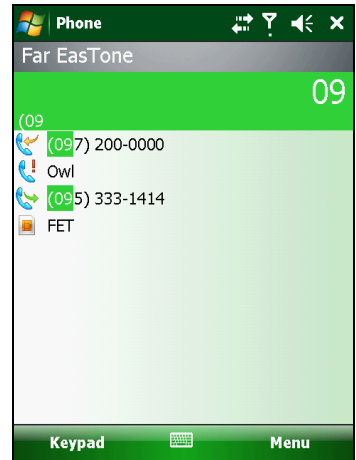 Phone
Far EasTone
09
(09
(097) 200-0000
Owl
(095) 333-1414
FET
Keypad Menu